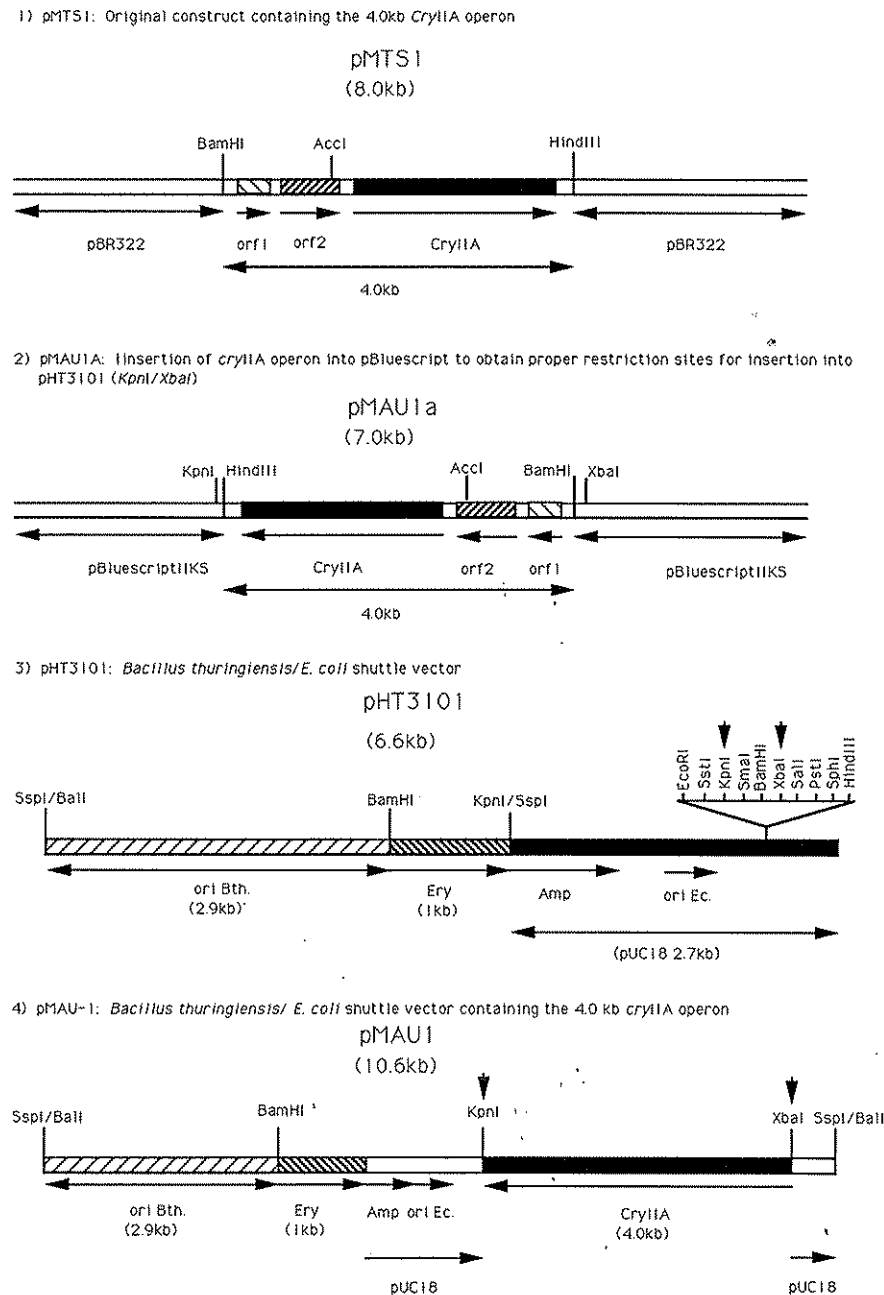 1) pMTS1: Original construct containing the 4.0kb CryIIA operon
pMTS1
(8.0kb)
BamHI AccI HindIII
pBR322 orf1 orf2 CryIIA pBR322
4.0kb
2) pMAU1A: Iinsertion of cryIIA operon into pBluescript to obtain proper restriction sites for insertion into
pHT3101 (KpnI/XbaI)
pMAU1a
(7.0kb)
KpnI HindIII AccI BamHI XbaI
pBluescriptIIKS CryIIA orf2 orf1 pBluescriptIIKS
4.0kb
3) pHT3101: Bacillus thuringiensis/E. coli shuttle vector
pHT3101
(6.6kb)
EcoRI SstI KpnI SmaI BamHI XbaI SalI PstI SphI HindIII
SspI/BalI BamHI KpnI/SspI
ori Bth. Ery Amp ori Ec.
(2.9kb) (1kb)
(pUC18 2.7kb)
4) pMAU-1: Bacillus thuringiensis/ E. coli shuttle vector containing the 4.0 kb cryIIA operon
pMAU1
(10.6kb)
SspI/BalI BamHI KpnI XbaI SspI/BalI
ori Bth. Ery Amp ori Ec. CryIIA
(2.9kb) (1kb) (4.0kb)
pUC18 pUC18